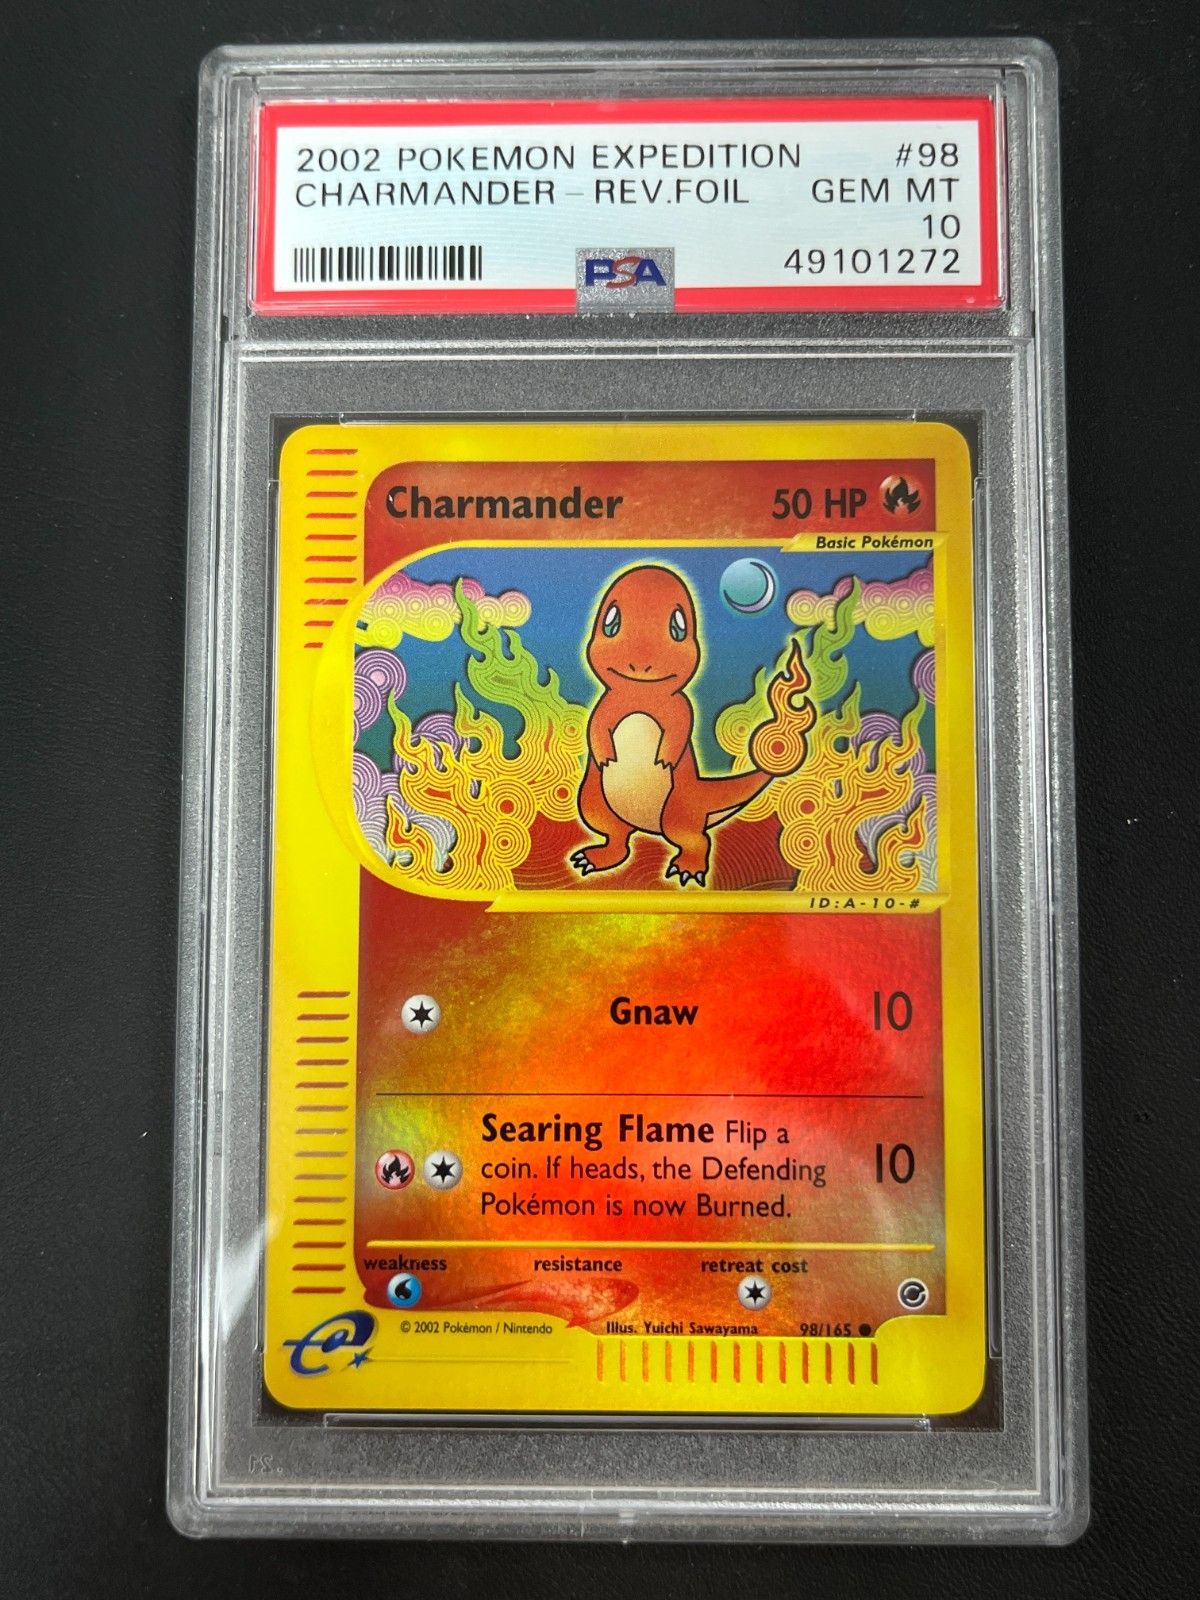 2002 POKEMON EXPEDITION #98
CHARMANDER - REV.FOIL GEM MT
10
PSA 49101272
Charmander 50 HP
Basic Pokémon
ID:A-10-#
Gnaw 10
Searing Flame Flip a
coin. If heads, the Defending 10
Pokémon is now Burned.
weakness resistance retreat cost
© 2002 Pokémon / Nintendo Illus. Yuichi Sawayama 98/165
e